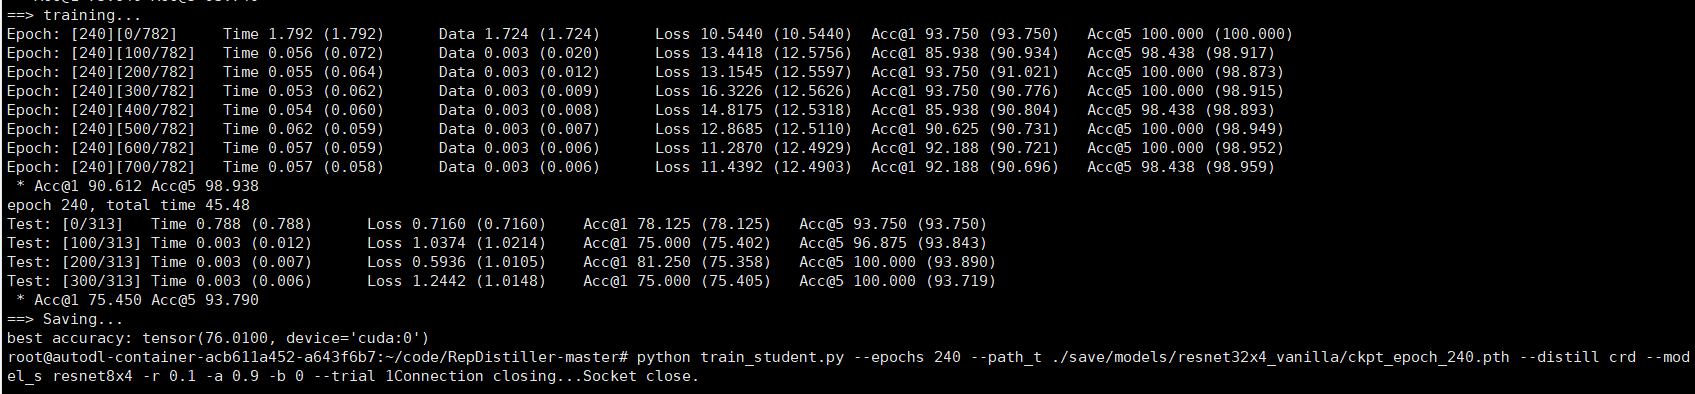 ==> training...
Epoch: [240][0/782] Time 1.792 (1.792) Data 1.724 (1.724) Loss 10.5440 (10.5440) Acc@1 93.750 (93.750) Acc@5 100.000 (100.000)
Epoch: [240][100/782] Time 0.056 (0.072) Data 0.003 (0.020) Loss 13.4418 (12.5756) Acc@1 85.938 (90.934) Acc@5 98.438 (98.917)
Epoch: [240][200/782] Time 0.055 (0.064) Data 0.003 (0.012) Loss 13.1545 (12.5597) Acc@1 93.750 (91.021) Acc@5 100.000 (98.873)
Epoch: [240][300/782] Time 0.053 (0.062) Data 0.003 (0.009) Loss 16.3226 (12.5626) Acc@1 93.750 (90.776) Acc@5 100.000 (98.915)
Epoch: [240][400/782] Time 0.054 (0.060) Data 0.003 (0.008) Loss 14.8175 (12.5318) Acc@1 85.938 (90.804) Acc@5 98.438 (98.893)
Epoch: [240][500/782] Time 0.062 (0.059) Data 0.003 (0.007) Loss 12.8685 (12.5110) Acc@1 90.625 (90.731) Acc@5 100.000 (98.949)
Epoch: [240][600/782] Time 0.057 (0.059) Data 0.003 (0.006) Loss 11.2870 (12.4929) Acc@1 92.188 (90.721) Acc@5 100.000 (98.952)
Epoch: [240][700/782] Time 0.057 (0.058) Data 0.003 (0.006) Loss 11.4392 (12.4903) Acc@1 92.188 (90.696) Acc@5 98.438 (98.959)
* Acc@1 90.612 Acc@5 98.938
epoch 240, total time 45.48
Test: [0/313] Time 0.788 (0.788) Loss 0.7160 (0.7160) Acc@1 78.125 (78.125) Acc@5 93.750 (93.750)
Test: [100/313] Time 0.003 (0.012) Loss 1.0374 (1.0214) Acc@1 75.000 (75.402) Acc@5 96.875 (93.843)
Test: [200/313] Time 0.003 (0.007) Loss 0.5936 (1.0105) Acc@1 81.250 (75.358) Acc@5 100.000 (93.890)
Test: [300/313] Time 0.003 (0.006) Loss 1.2442 (1.0148) Acc@1 75.000 (75.405) Acc@5 100.000 (93.719)
* Acc@1 75.450 Acc@5 93.790
==> Saving...
best accuracy: tensor(76.0100, device='cuda:0')
root@autodl-container-acb611a452-a643f6b7:~/code/RepDistiller-master# python train_student.py --epochs 240 --path_t ./save/models/resnet32x4_vanilla/ckpt_epoch_240.pth --distill crd --mod
el_s resnet8x4 -r 0.1 -a 0.9 -b 0 --trial 1Connection closing...Socket close.